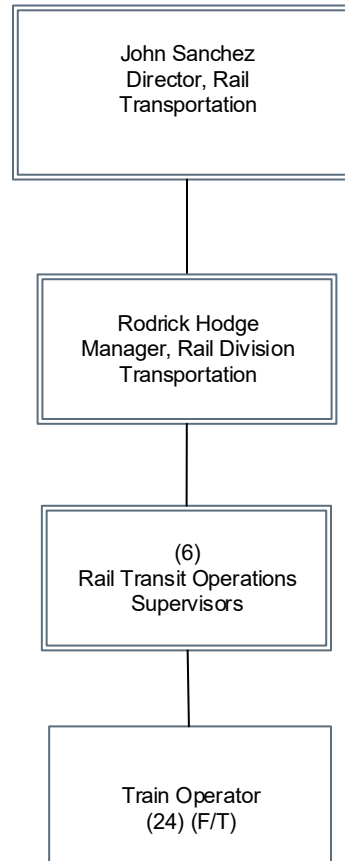 John Sanchez
Director, Rail
Transportation
Rodrick Hodge
Manager, Rail Division
Transportation
(6)
Rail Transit Operations
Supervisors
Train Operator
(24) (F/T)